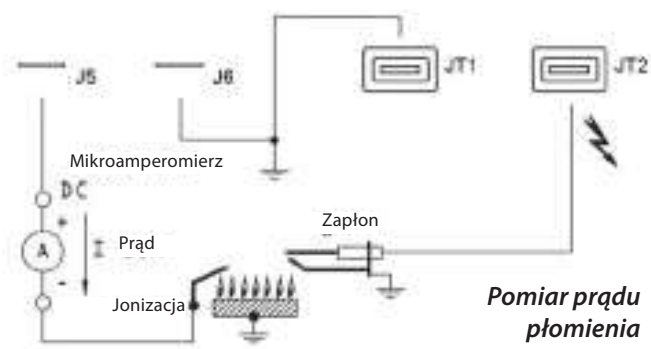 J5
J6
JT1
JT2
Mikroamperomierz
DC
+
A
I
Prąd
-
Zapłon
Jonizacja
Pomiar prądu
płomienia